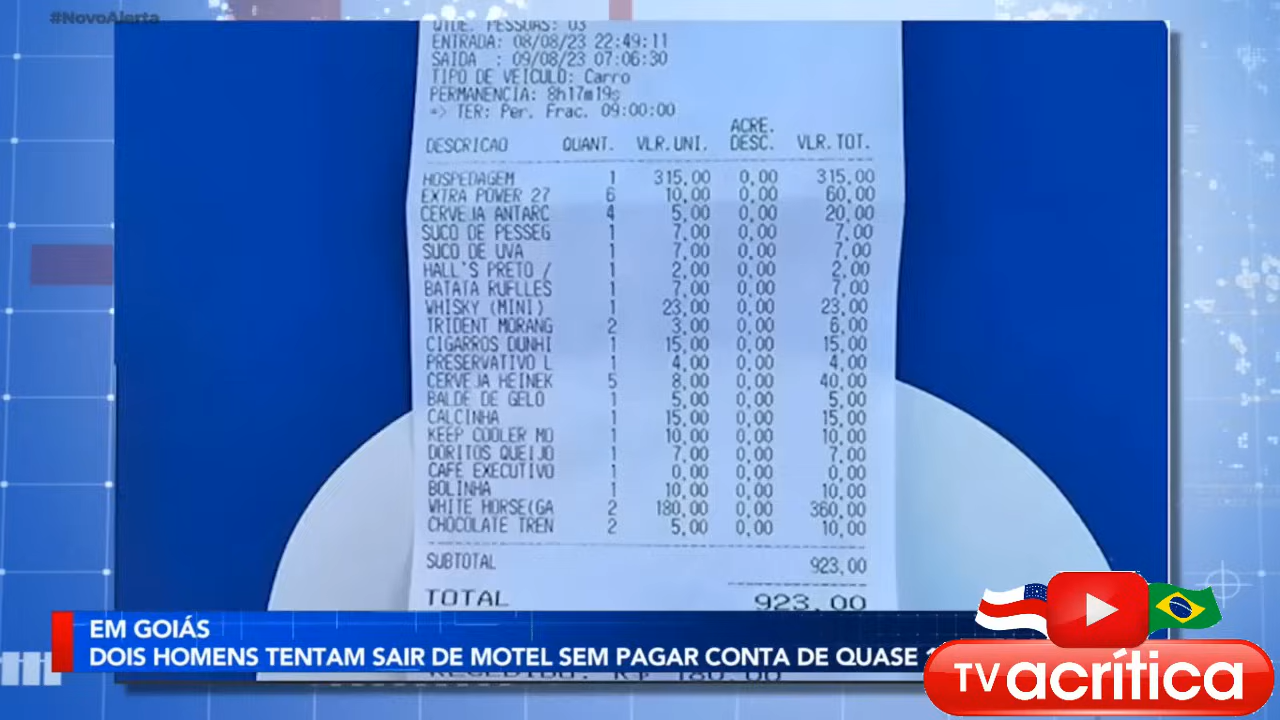 #NovoAlerta
QTDE. PESSOAS: 03
ENTRADA: 08/08/23 22:49:11
SAIDA : 09/08/23 07:06:30
TIPO DE VEÍCULO: Carro
PERMANENCIA: 8h17m19s
=> TER: Per. Frac. 09:00:00
DESCRICAO QUANT. VLR.UNI. ACRE. DESC. VLR.TOT.
HOSPEDAGEM 1 315,00 0,00 315,00
EXTRA POWER 27 6 10,00 0,00 60,00
CERVEJA ANTARC 4 5,00 0,00 20,00
SUCO DE PESSEG 1 7,00 0,00 7,00
SUCO DE UVA 1 7,00 0,00 7,00
HALL'S PRETO / 1 2,00 0,00 2,00
BATATA RUFLLES 1 7,00 0,00 7,00
WHISKY (MINI) 1 23,00 0,00 23,00
TRIDENT MORANG 2 3,00 0,00 6,00
CIGARROS DUNHI 1 15,00 0,00 15,00
PRESERVATIVO L 1 4,00 0,00 4,00
CERVEJA HEINEK 5 8,00 0,00 40,00
BALDE DE GELO 1 5,00 0,00 5,00
CALCINHA 1 15,00 0,00 15,00
KEEP COOLER MO 1 10,00 0,00 10,00
DORITOS QUEIJO 1 7,00 0,00 7,00
CAFE EXECUTIVO 1 0,00 0,00 0,00
BOLINHA 1 10,00 0,00 10,00
WHITE HORSE(GA 2 180,00 0,00 360,00
CHOCOLATE TREN 2 5,00 0,00 10,00
SUBTOTAL 923,00
TOTAL 923,00
EM GOIÁS
DOIS HOMENS TENTAM SAIR DE MOTEL SEM PAGAR CONTA DE QUASE
RECEBIDO: R$ 180,00
TV acrítica